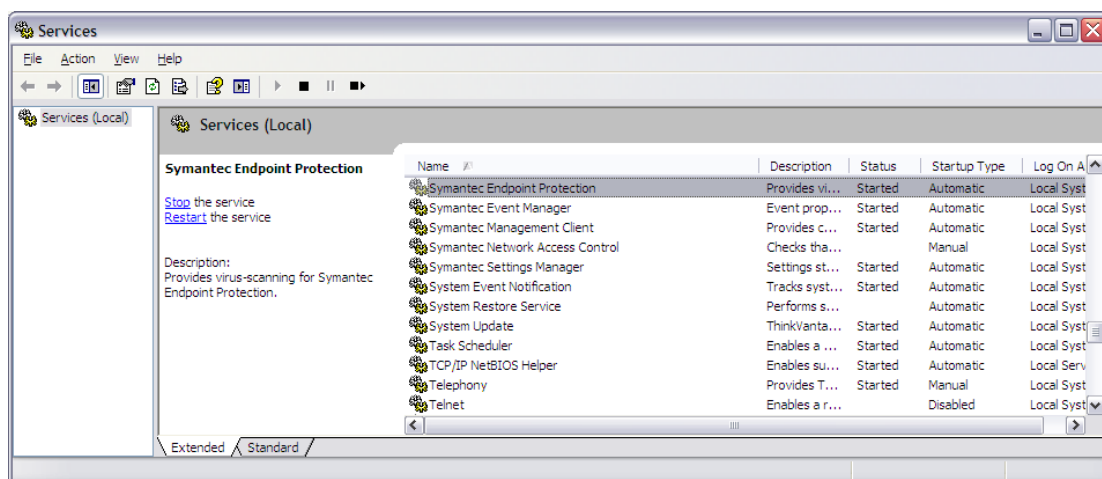 Services
File Action View Help
Services (Local)
Services (Local)
Symantec Endpoint Protection
Stop the service
Restart the service
Description:
Provides virus-scanning for Symantec
Endpoint Protection.
Name Description Status Startup Type Log On A
Symantec Endpoint Protection Provides vi... Started Automatic Local Syst
Symantec Event Manager Event prop... Started Automatic Local Syst
Symantec Management Client Provides c... Started Automatic Local Syst
Symantec Network Access Control Checks tha... Manual Local Syst
Symantec Settings Manager Settings st... Started Automatic Local Syst
System Event Notification Tracks syst... Started Automatic Local Syst
System Restore Service Performs s... Automatic Local Syst
System Update ThinkVanta... Started Automatic Local Syst
Task Scheduler Enables a ... Started Automatic Local Syst
TCP/IP NetBIOS Helper Enables su... Started Automatic Local Serv
Telephony Provides T... Started Manual Local Syst
Telnet Enables a r... Disabled Local Syst
Extended Standard